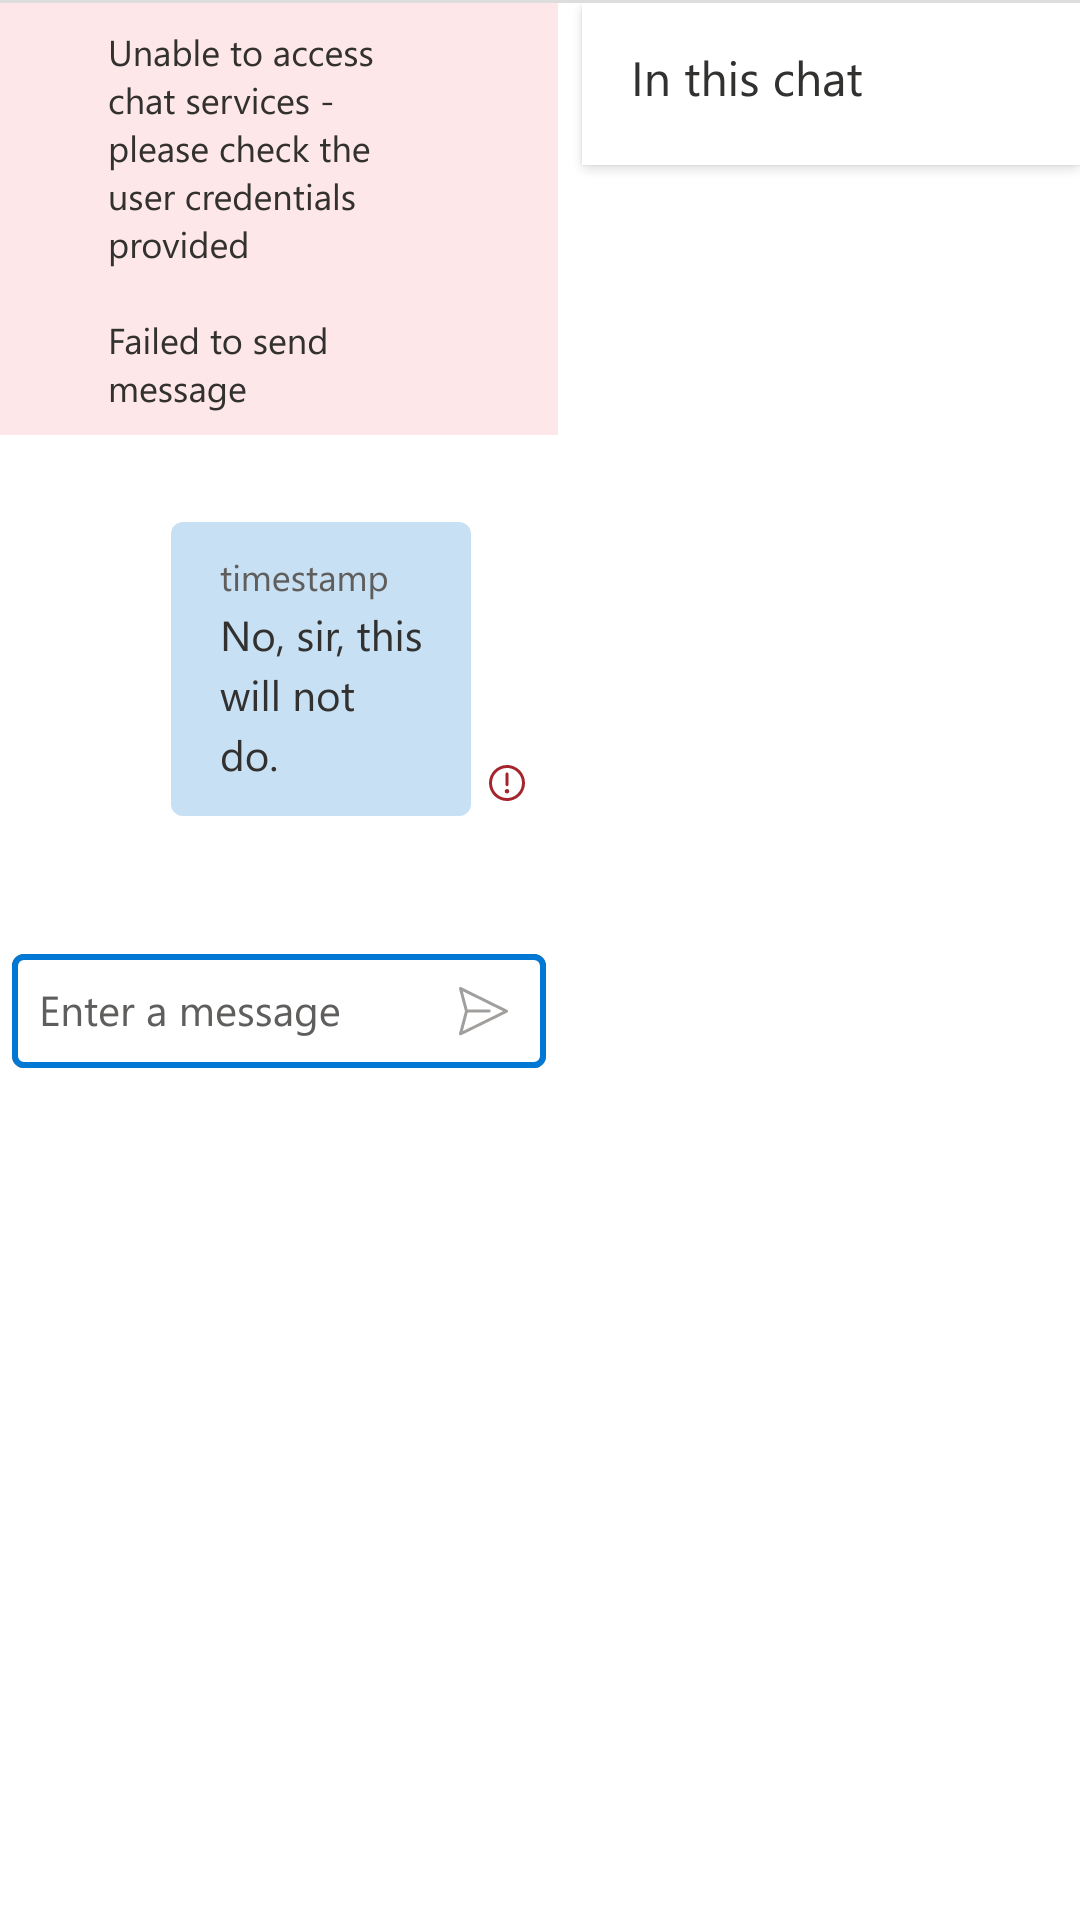 Unable to access
chat services -
please check the
user credentials
provided
Failed to send
message
In this chat
timestamp
No, sir, this
will not
do.
Enter a message